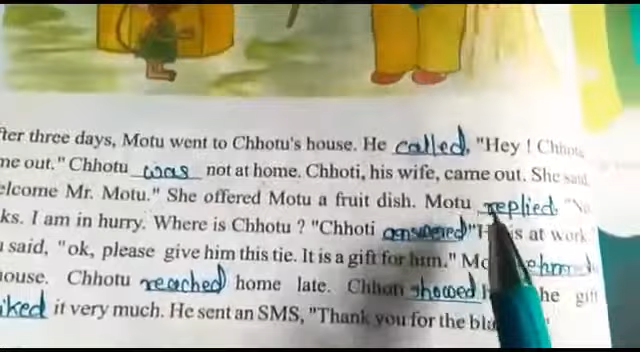 ter three days, Motu went to Chhotu's house. He called, "Hey ! Chhotu
me out." Chhotu was not at home. Chhoti, his wife, came out. She said,
elcome Mr. Motu." She offered Motu a fruit dish. Motu replied, "No
ks. I am in hurry. Where is Chhotu ? "Chhoti answered "H is at work
said, "ok, please give him this tie. It is a gift for him." Mo
ouse. Chhotu reached home late. Chhoti showed he gift
iked it very much. He sent an SMS, "Thank you for the bla